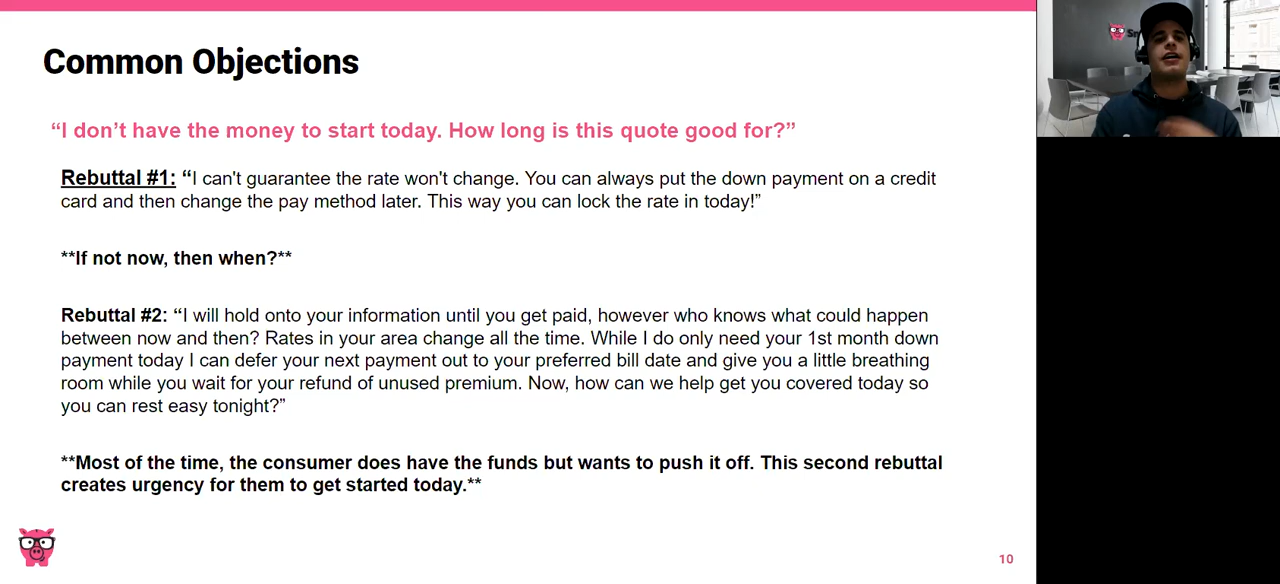 Common Objections
“I don’t have the money to start today. How long is this quote good for?”
Rebuttal #1: “I can't guarantee the rate won't change. You can always put the down payment on a credit
card and then change the pay method later. This way you can lock the rate in today!”
**If not now, then when?**
Rebuttal #2: “I will hold onto your information until you get paid, however who knows what could happen
between now and then? Rates in your area change all the time. While I do only need your 1st month down
payment today I can defer your next payment out to your preferred bill date and give you a little breathing
room while you wait for your refund of unused premium. Now, how can we help get you covered today so
you can rest easy tonight?”
**Most of the time, the consumer does have the funds but wants to push it off. This second rebuttal
creates urgency for them to get started today.**
10